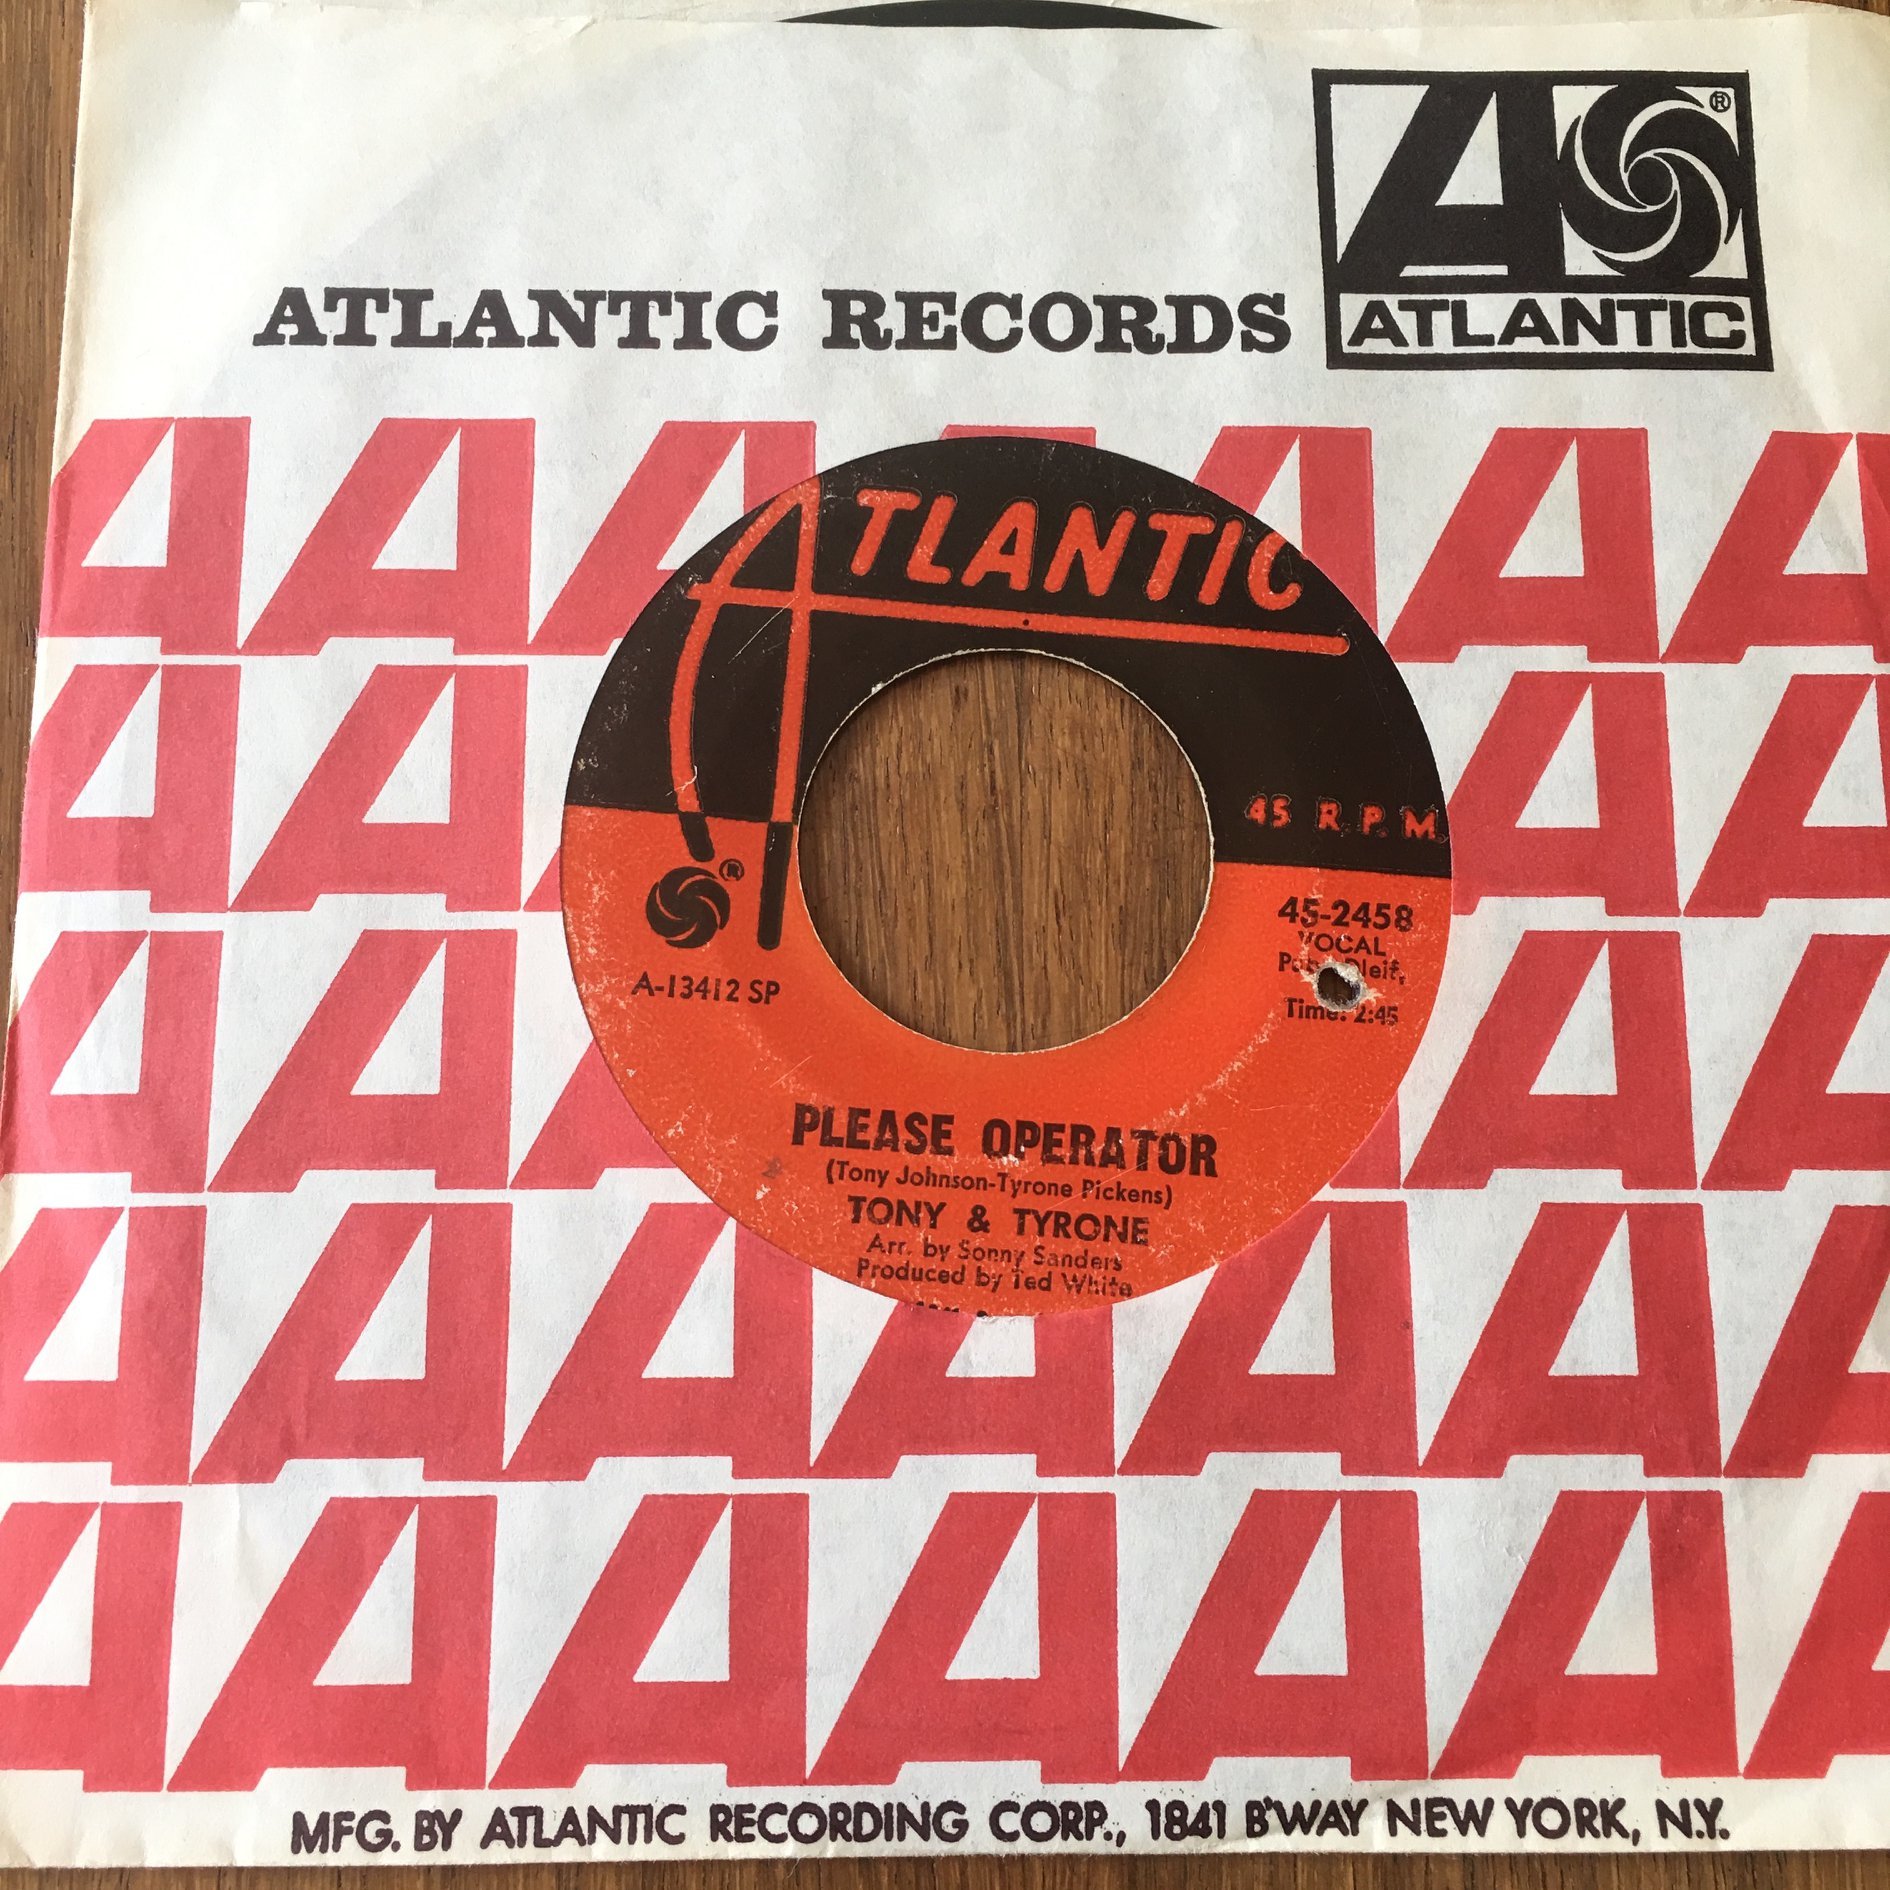 ATLANTIC RECORDS
ATLANTIC
®
ATLANTIC
45 R.P.M.
®
A-13412 SP
45-2458
VOCAL
Time: 2:45
PLEASE OPERATOR
(Tony Johnson-Tyrone Pickens)
TONY & TYRONE
Arr. by Sonny Sanders
Produced by Ted White
MFG. BY ATLANTIC RECORDING CORP., 1841 B'WAY NEW YORK, N.Y.